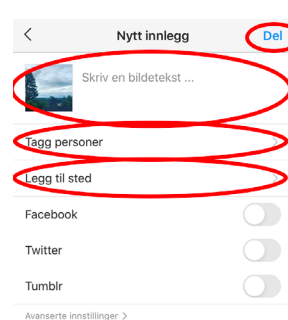 Nytt innlegg Del
Skriv en bildetekst ...
Tagg personer
Legg til sted
Facebook
Twitter
Tumblr
Avanserte innstillinger >